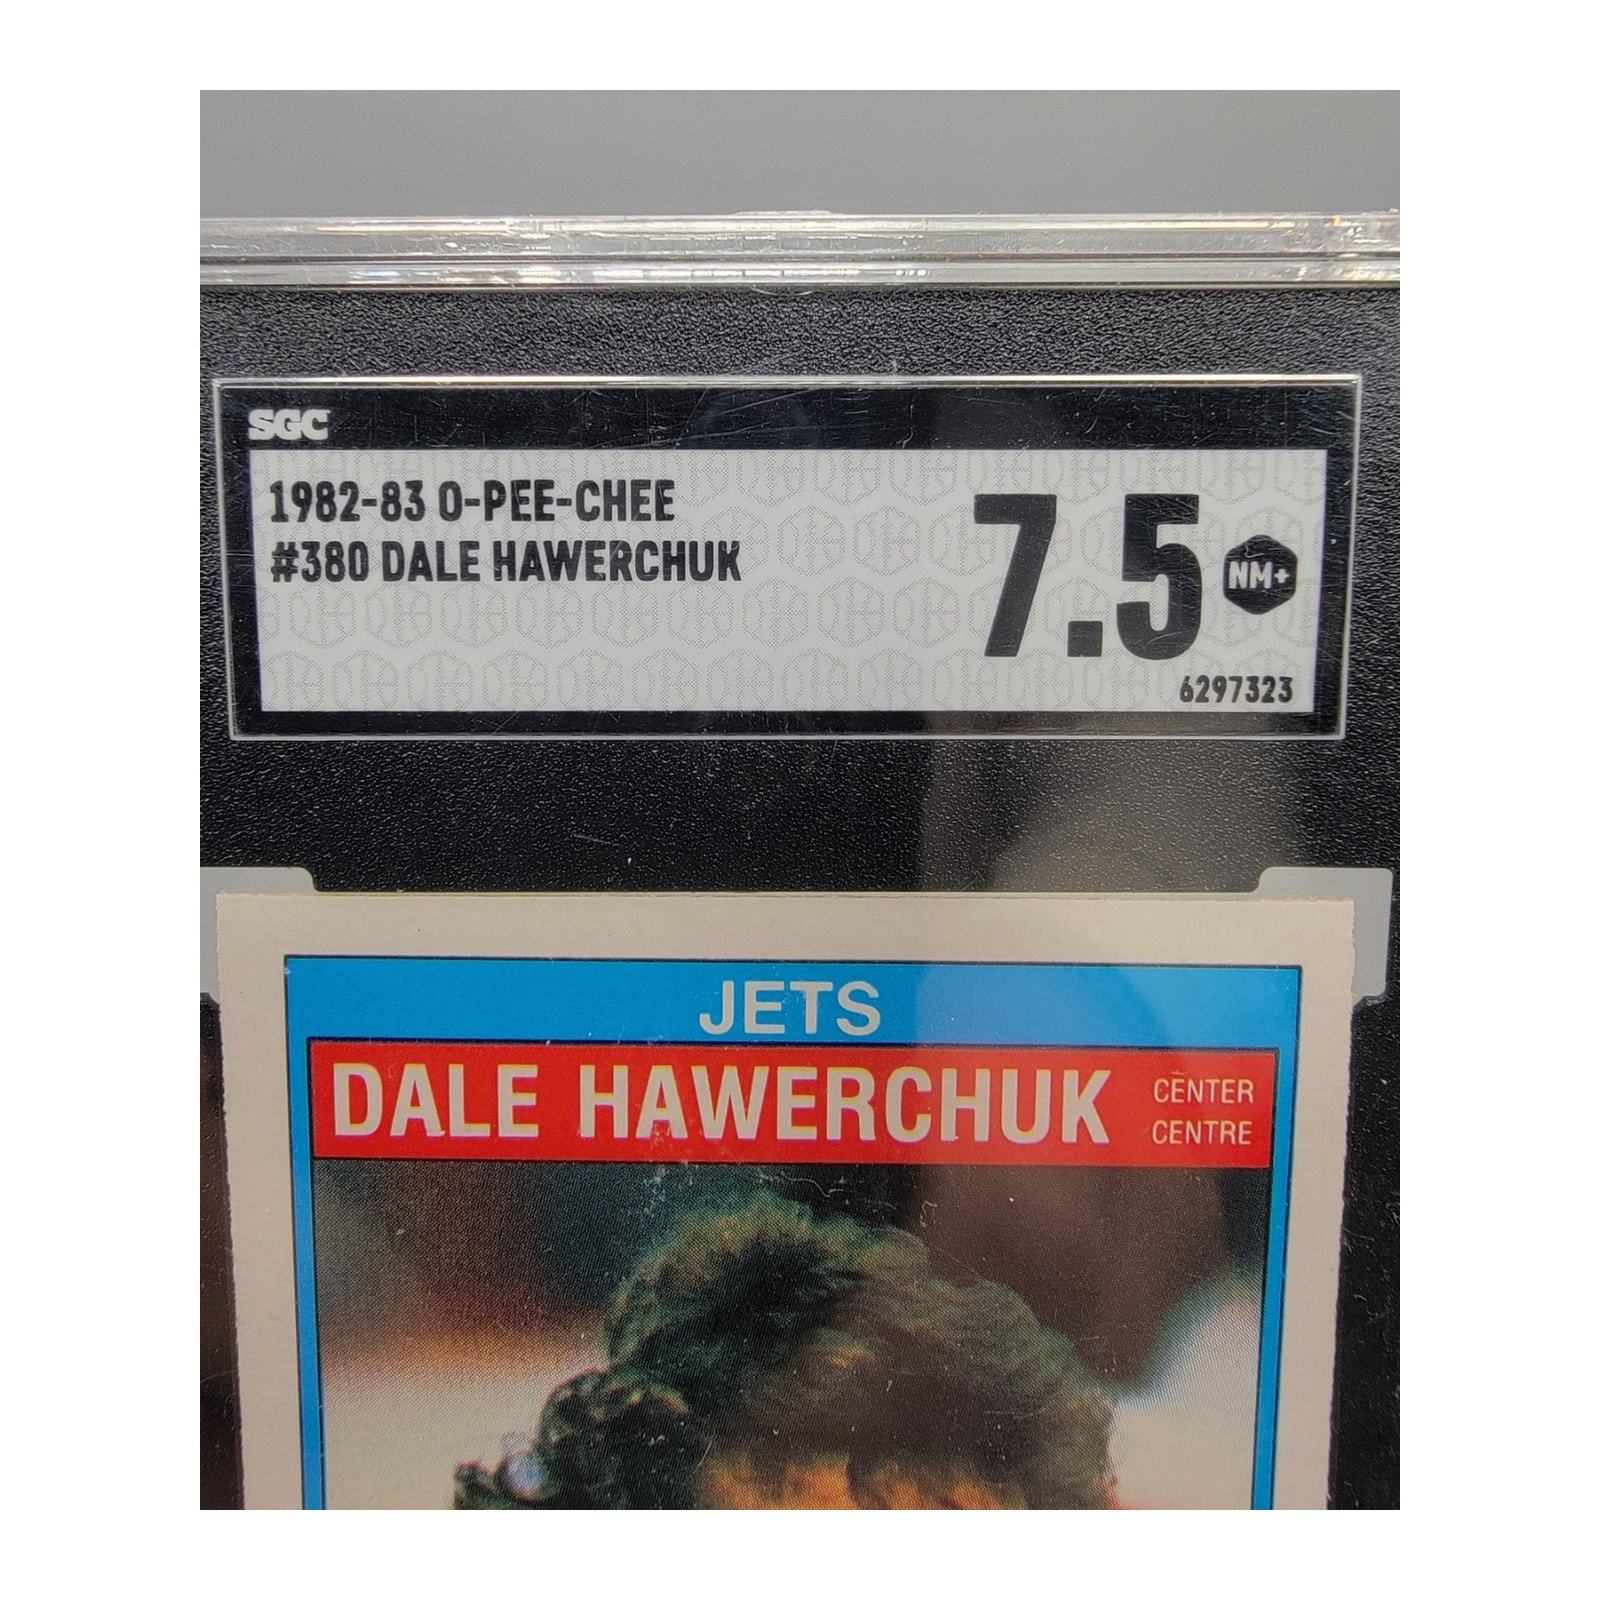 SGC
1982-83 O-PEE-CHEE
#380 DALE HAWERCHUK
7.5
NM+
6297323
JETS
DALE HAWERCHUK
CENTER
CENTRE